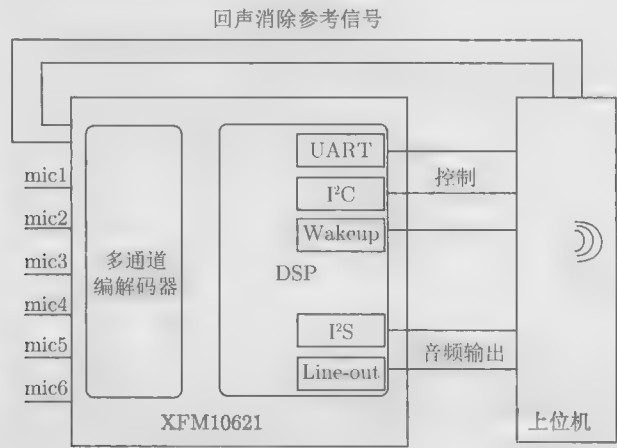 回声消除参考信号
mic1
mic2
mic3
mic4
mic5
mic6
多通道
编解码器
UART
I²C
Wakeup
DSP
I²S
Line-out
XFM10621
控制
音频输出
上位机